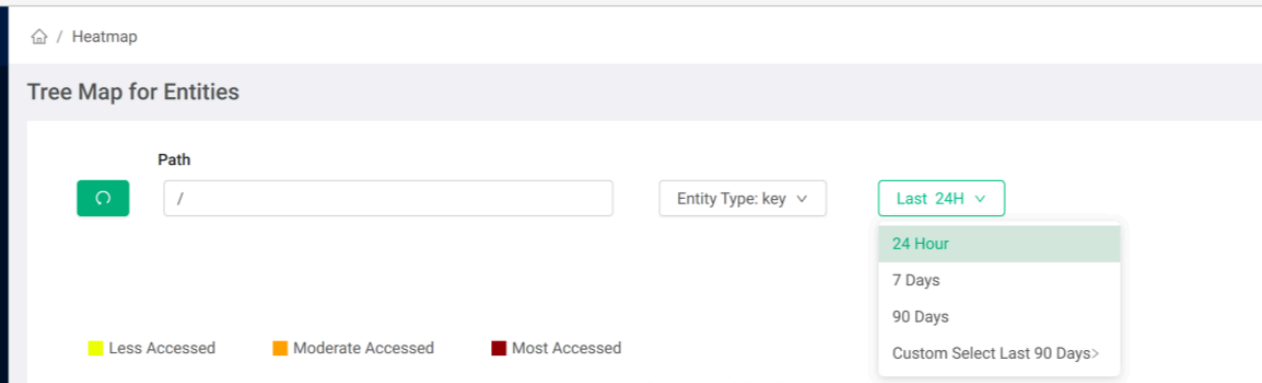 / Heatmap
Tree Map for Entities
Path
/
Entity Type: key
Last 24H
24 Hour
7 Days
90 Days
Custom Select Last 90 Days>
Less Accessed
Moderate Accessed
Most Accessed